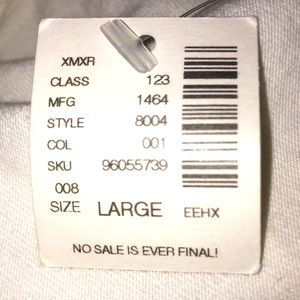 XMXR
CLASS 123
MFG 1464
STYLE 8004
COL 001
SKU 96055739
008
SIZE LARGE EEHX
NO SALE IS EVER FINAL!